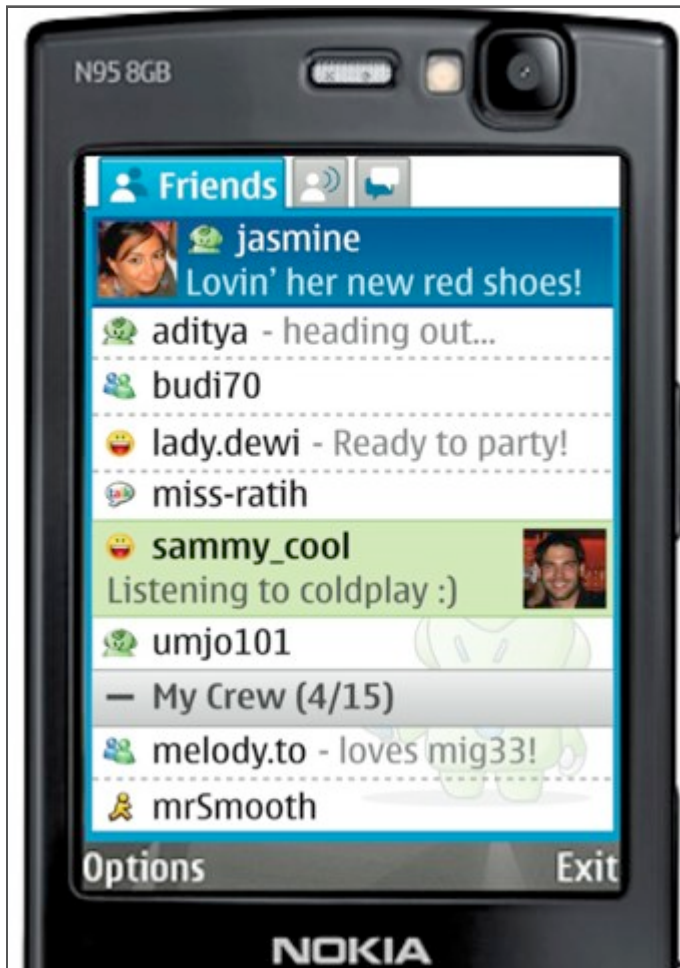 N95 8GB
Friends
jasmine
Lovin' her new red shoes!
aditya - heading out...
budi70
lady.dewi - Ready to party!
miss-ratih
sammy_cool
Listening to coldplay :)
umjo101
– My Crew (4/15)
melody.to - loves mig33!
mrSmooth
Options
Exit
NOKIA